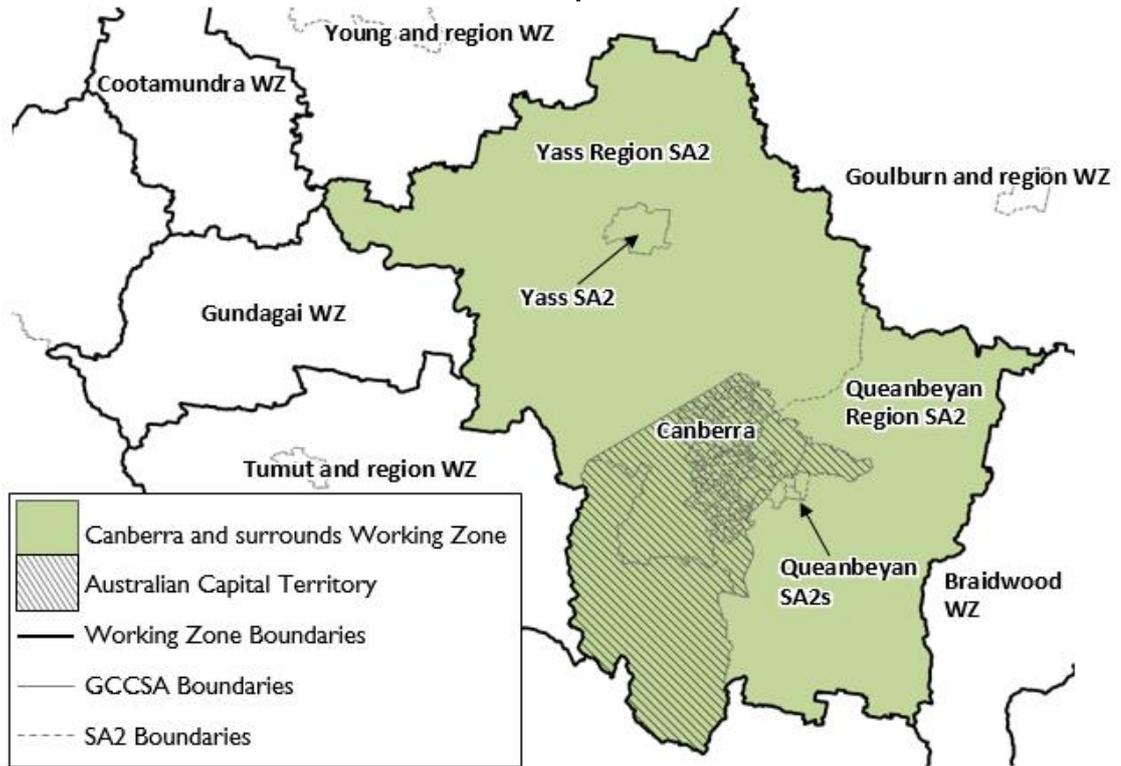 Young and region WZ
Cootamundra WZ
Yass Region SA2
Goulburn and region WZ
Yass SA2
Gundagai WZ
Queanbeyan
Region SA2
Canberra
Tumut and region WZ
Canberra and surrounds Working Zone
Queanbeyan
SA2s
Braidwood
WZ
Australian Capital Territory
Working Zone Boundaries
GCCSA Boundaries
SA2 Boundaries